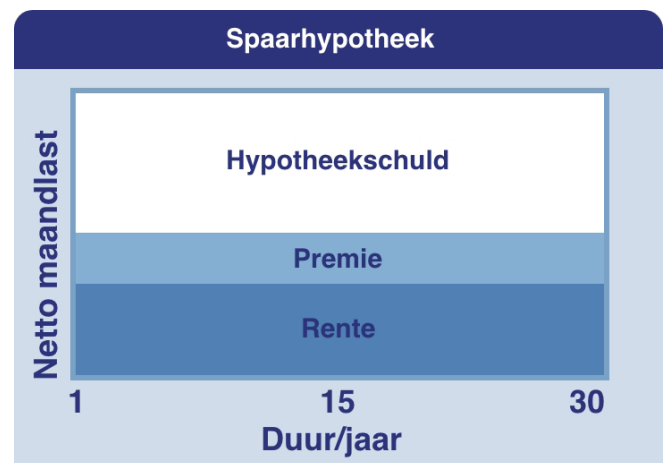 Spaarhypotheek
Netto maandlast
Hypotheekschuld
Premie
Rente
1 15 30
Duur/jaar